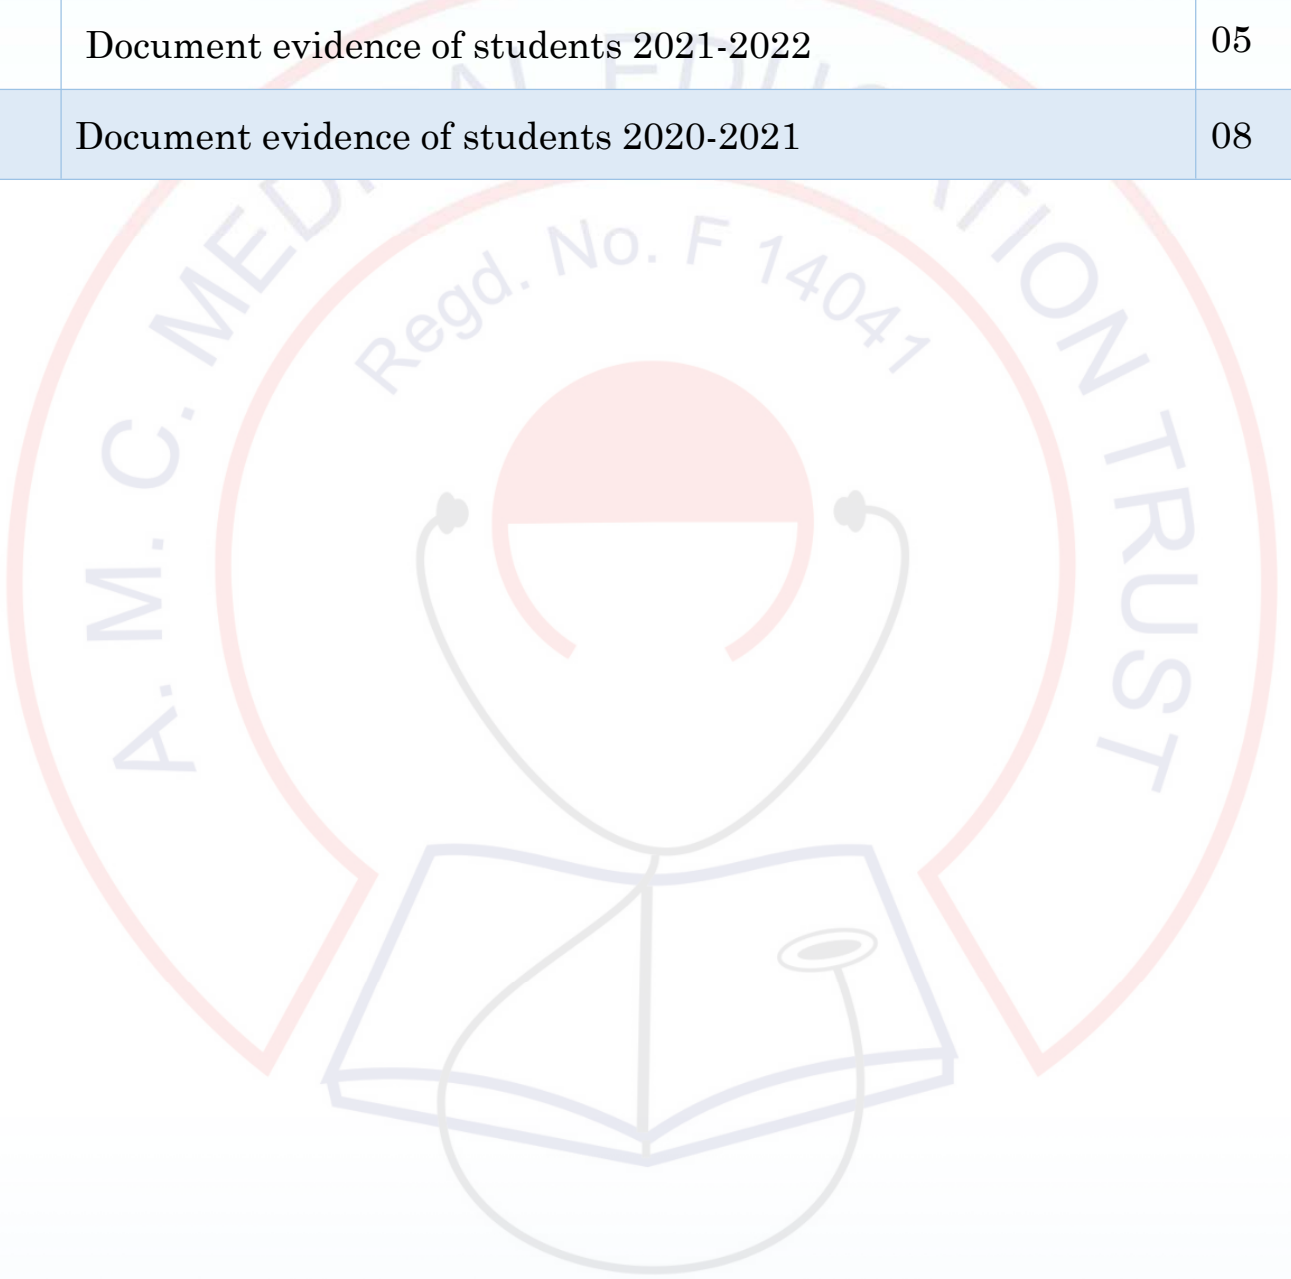 Document evidence of students 2021-2022 05
Document evidence of students 2020-2021 08
A. M. C. MEDICAL EDUCATION TRUST
Regd. No. F 14041